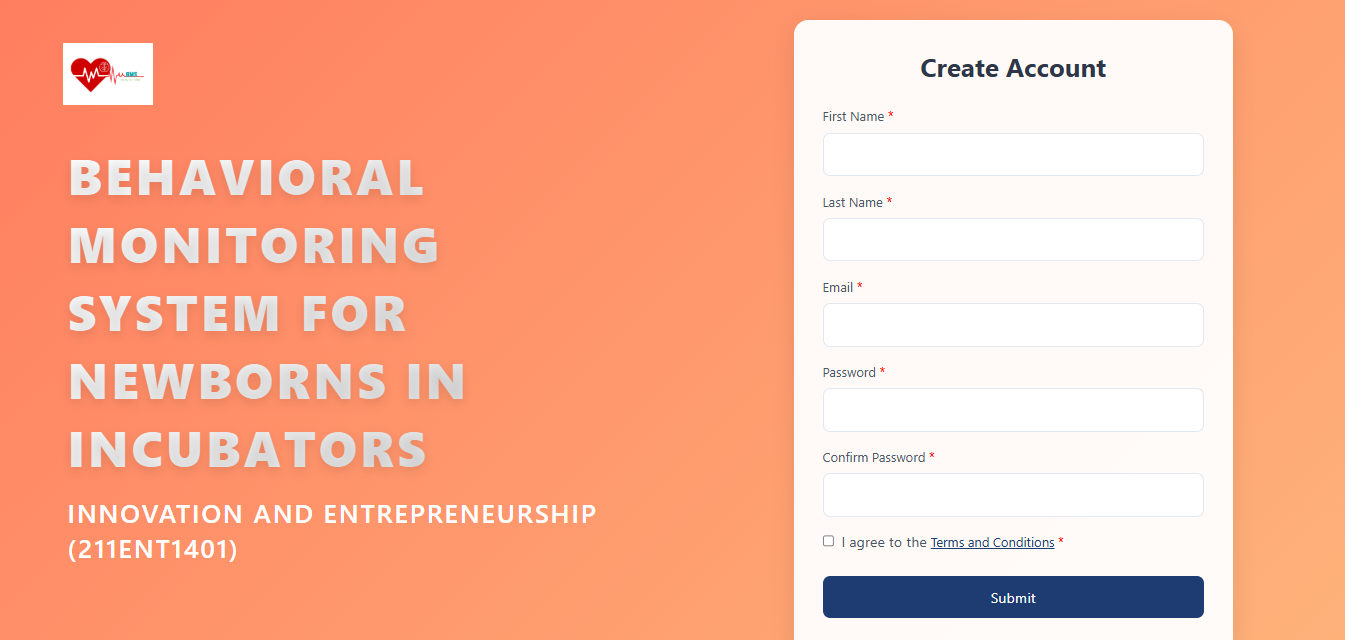 BMS
BEHAVIORAL
MONITORING
SYSTEM FOR
NEWBORNS IN
INCUBATORS
INNOVATION AND ENTREPRENEURSHIP
(211ENT1401)
Create Account
First Name *
Last Name *
Email *
Password *
Confirm Password *
I agree to the Terms and Conditions *
Submit